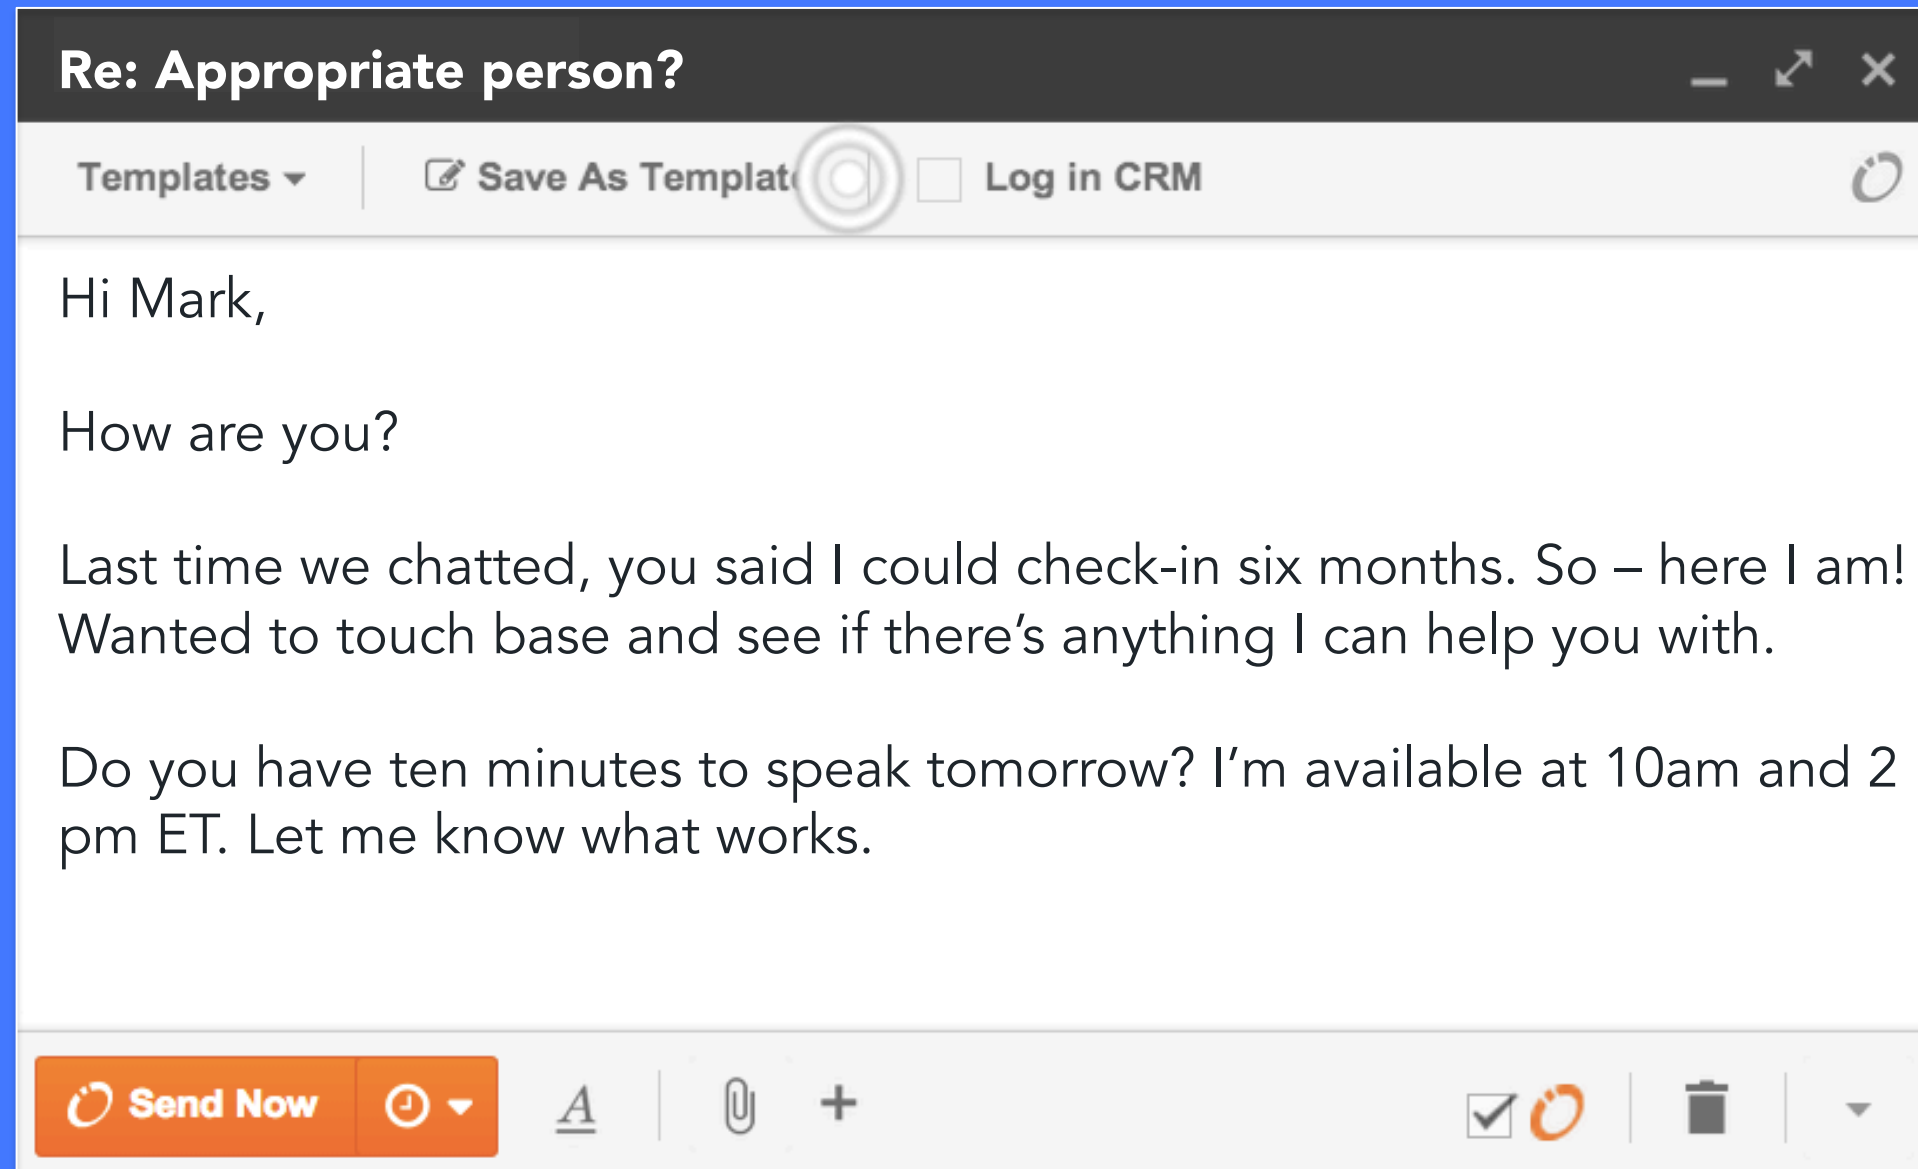 Re: Appropriate person?
Templates
Save As
Log in CRM
Hi Mark,
How are you?
Last time we chatted, you said I could check-in six months. So – here I am!
Wanted to touch base and see if there’s anything I can help you with.
Do you have ten minutes to speak tomorrow? I’m available at 10am and 2
pm ET. Let me know what works.
Send Now